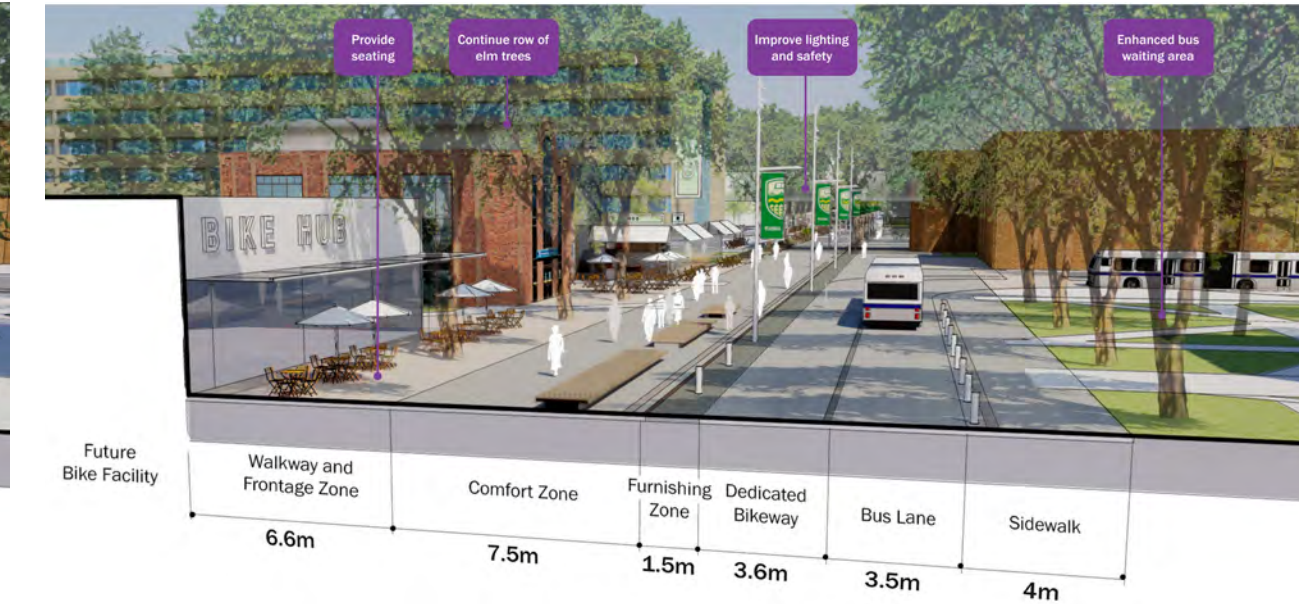 Provide
seating
Continue row of
elm trees
Improve lighting
and safety
Enhanced bus
waiting area
BIKE HUB
Future
Bike Facility
Walkway and
Frontage Zone
Comfort Zone
Furnishing
Zone
Dedicated
Bikeway
Bus Lane
Sidewalk
6.6m
7.5m
1.5m
3.6m
3.5m
4m